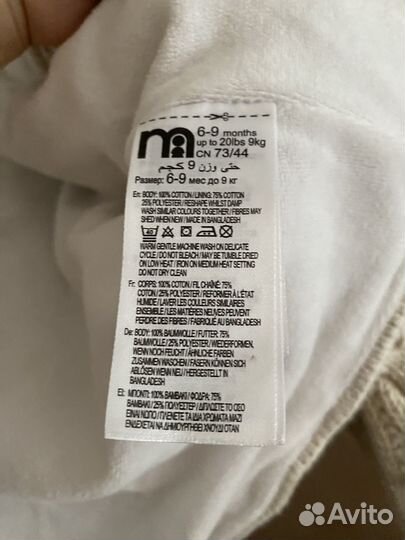 m
6-9 months
up to 20lbs 9kg
CN 73/44
حتى وزن 9 كجم
Размер: 6-9 мес до 9 кг
En: BODY: 100% COTTON / LINING: 75% COTTON
25% POLYESTER / RESHAPE WHILST DAMP
WASH SIMILAR COLOURS TOGETHER / FIBRES MAY
SHED WHEN NEW / MADE IN BANGLADESH
WARM GENTLE MACHINE WASH ON DELICATE
CYCLE / DO NOT BLEACH / MAY BE TUMBLE DRIED
ON LOW HEAT / IRON ON MEDIUM HEAT SETTING
DO NOT DRY CLEAN
Fr: CORPS: 100% COTON / FIL CHAÎNE: 75%
COTON / 25% POLYESTER / REFORMER À L'ÉTAT
HUMIDE / LAVER LES COULEURS SIMILAIRES
ENSEMBLE / LES MATIÈRES NEUVES PEUVENT
PERDRE DES FIBRES / FABRIQUÉ AU BANGLADESH
De: BODY: 100% BAUMWOLLE / FUTTER: 75%
BAUMWOLLE / 25% POLYESTER / WIEDERFORMEN,
WENN NOCH FEUCHT / ÄHNLICHE FARBEN
ZUSAMMEN WASCHEN / FASERN KÖNNEN SICH
ABLÖSEN WENN NEU / HERGESTELLT IN
BANGLADESH
El: ΜΠΟΝΤΙ: 100% ΒΑΜΒΑΚΙ / ΦΟΔΡΑ: 75%
ΒΑΜΒΑΚΙ / 25% ΠΟΛΥΕΣΤΕΡ / ΔΙΠΛΩΣΤΕ ΤΟ ΟΣΟ
ΕΙΝΑΙ ΝΩΠΟ / ΠΛΕΝΕΤΕ ΤΑ ΙΔΙΑ ΧΡΩΜΑΤΑ ΜΑΖΙ
ΕΝΔΕΧΕΤΑΙ ΝΑ ΔΗΜΙΟΥΡΓΗΘΕΙ ΧΝΟΥΔΙ ΟΤΑΝ
Avito